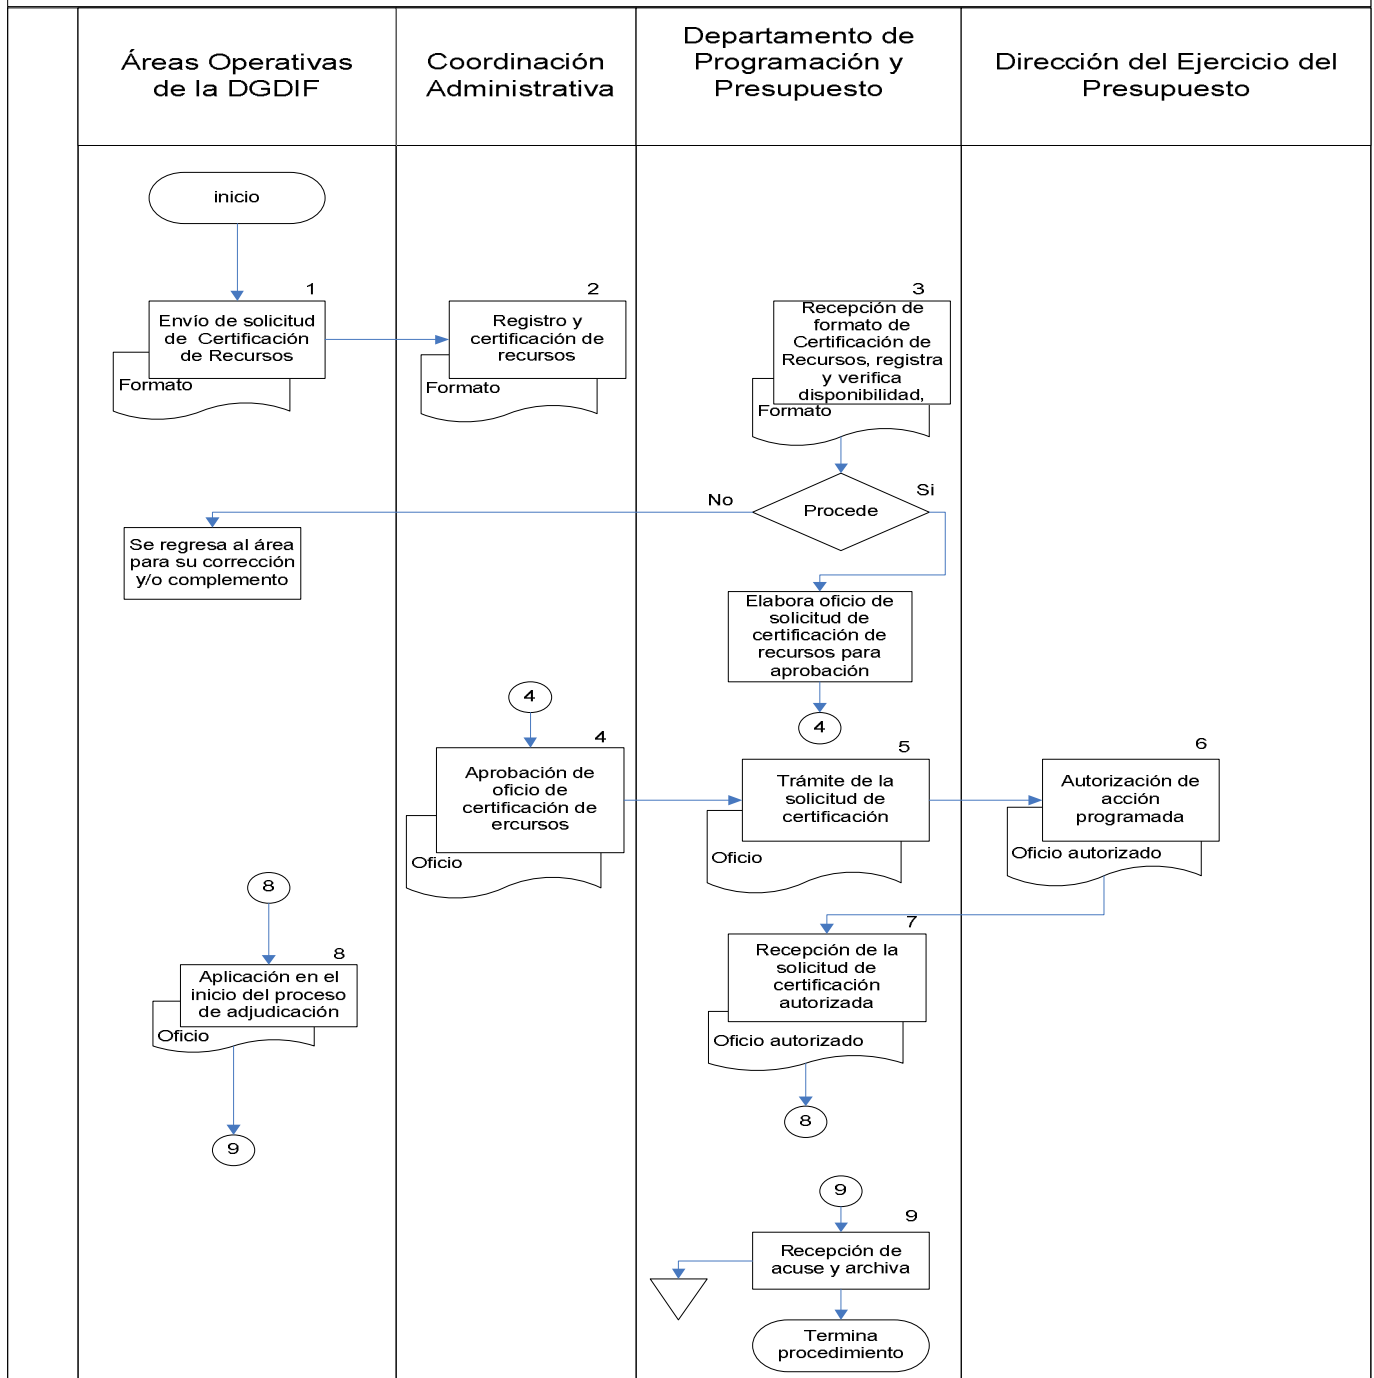 Áreas Operativas
de la DGDIF
Coordinación
Administrativa
Departamento de
Programación y
Presupuesto
Dirección del Ejercicio del
Presupuesto
inicio
1
Envío de solicitud
de Certificación
de Recursos
Formato
2
Registro y
certificación de
recursos
Formato
3
Recepción de
formato de
Certificación de
Recursos, registra
y verifica
disponibilidad,
Formato
Procede
No
Si
Se regresa al área
para su corrección
y/o complemento
Elabora oficio de
solicitud de
certificación de
recursos para
aprobación
4
4
4
Aprobación de
oficio de
certificación de
ercursos
Oficio
5
Trámite de la
solicitud de
certificación
Oficio
6
Autorización de
acción
programada
Oficio autorizado
7
Recepción de la
solicitud de
certificación
autorizada
Oficio autorizado
8
8
8
Aplicación en el
inicio del proceso
de adjudicación
Oficio
9
9
9
Recepción de
acuse y archiva
Termina
procedimiento